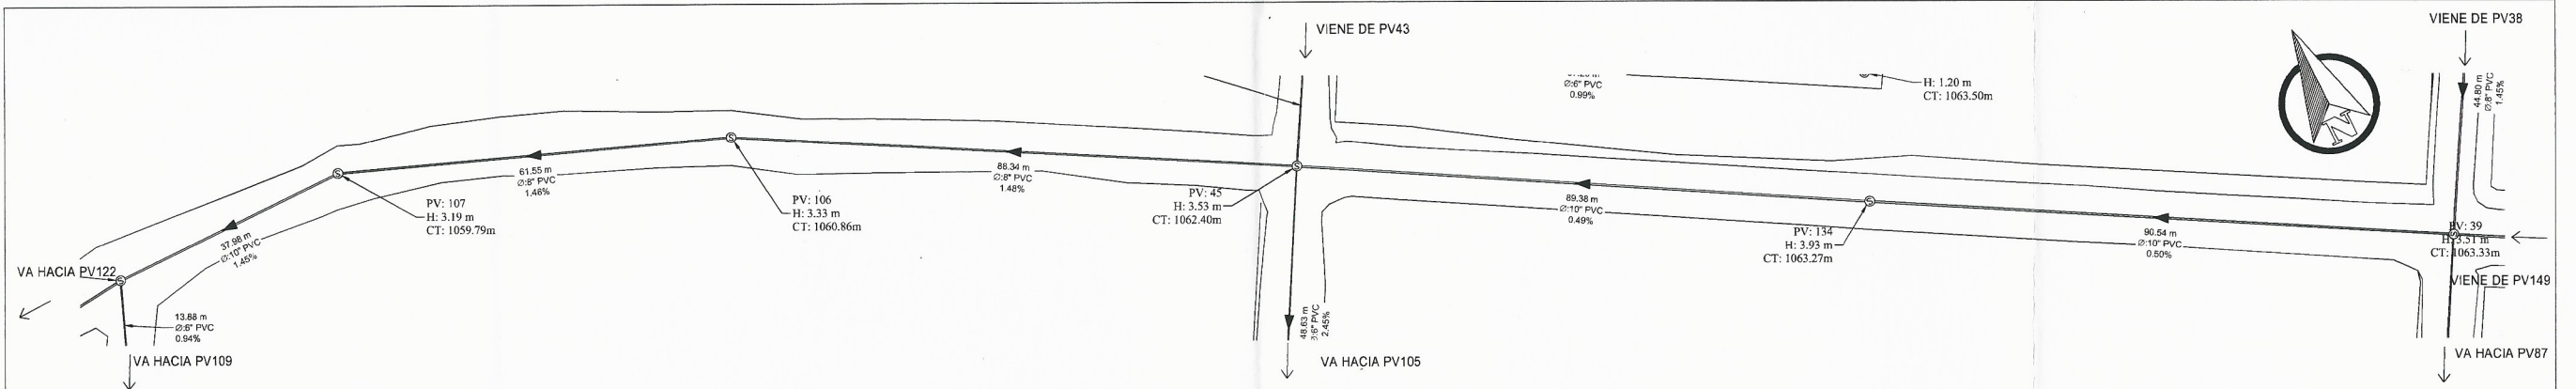 VIENE DE PV43
VIENE DE PV38
44.80 m
Ø:8" PVC
1.45%
Ø:6" PVC
0.99%
H: 1.20 m
CT: 1063.50m
N
61.55 m
Ø:8" PVC
1.46%
88.34 m
Ø:8" PVC
1.48%
PV: 107
H: 3.19 m
CT: 1059.79m
PV: 106
H: 3.33 m
CT: 1060.86m
PV: 45
H: 3.53 m
CT: 1062.40m
89.38 m
Ø:10" PVC
0.49%
PV: 134
H: 3.93 m
CT: 1063.27m
90.54 m
Ø:10" PVC
0.50%
PV: 39
H: 3.51 m
CT: 1063.33m
VIENE DE PV149
37.98 m
Ø:10" PVC
1.45%
VA HACIA PV122
13.88 m
Ø:6" PVC
0.94%
VA HACIA PV109
48.63 m
Ø:6" PVC
2.45%
VA HACIA PV105
VA HACIA PV87